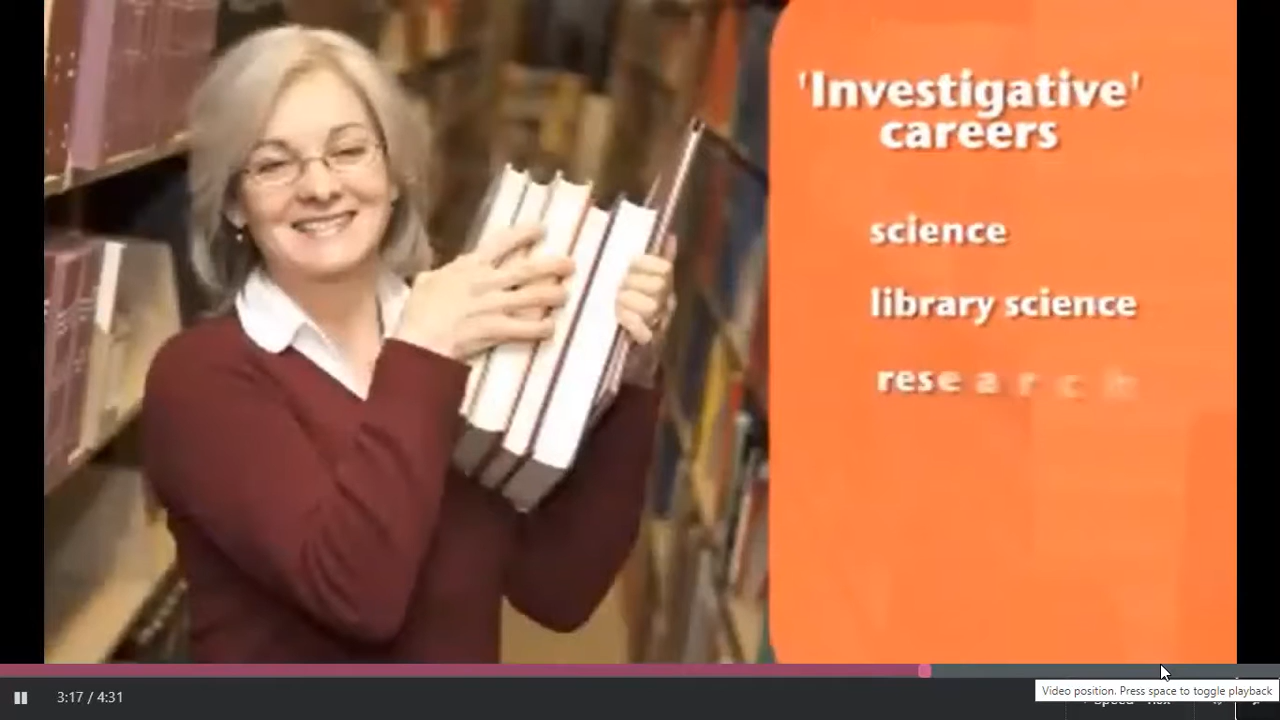 'Investigative'
careers
science
library science
research
3:17 / 4:31
Video position. Press space to toggle playback